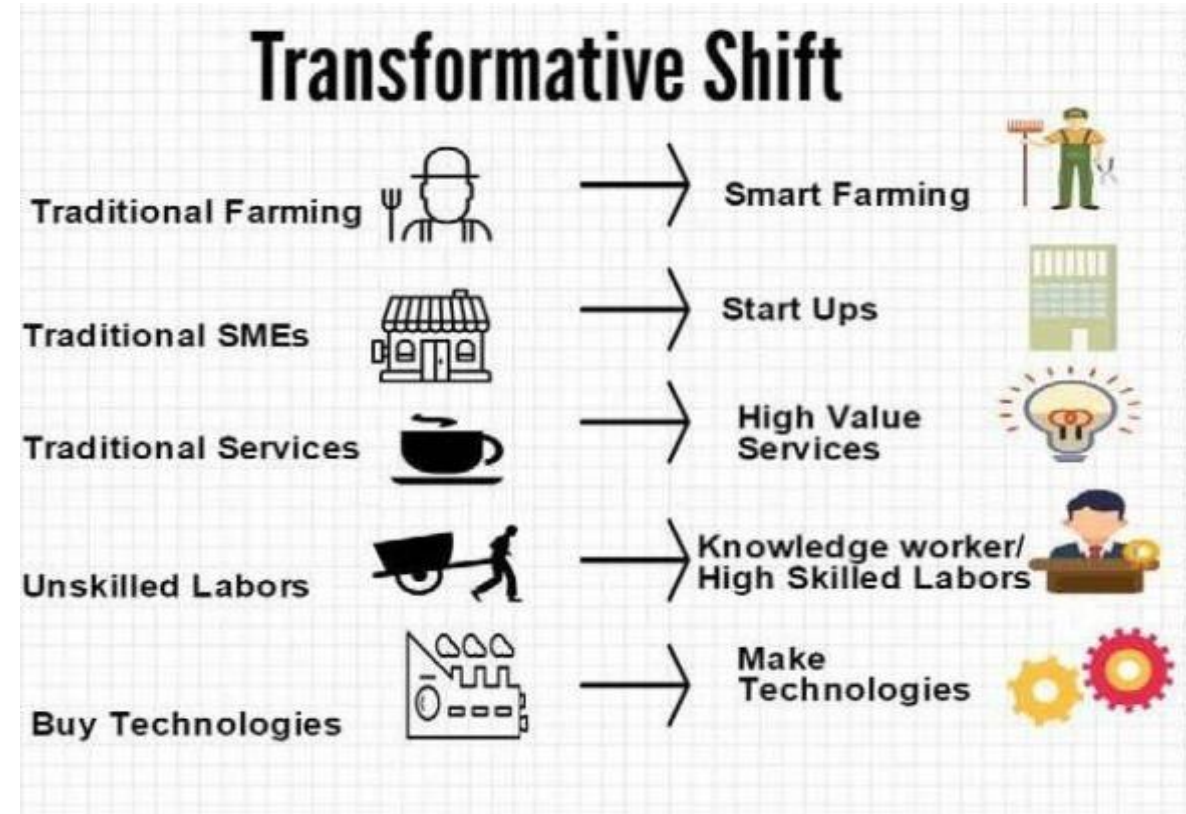 Transformative Shift
Traditional Farming
Smart Farming
Traditional SMEs
Start Ups
Traditional Services
High Value
Services
Unskilled Labors
Knowledge worker/
High Skilled Labors
Buy Technologies
Make
Technologies